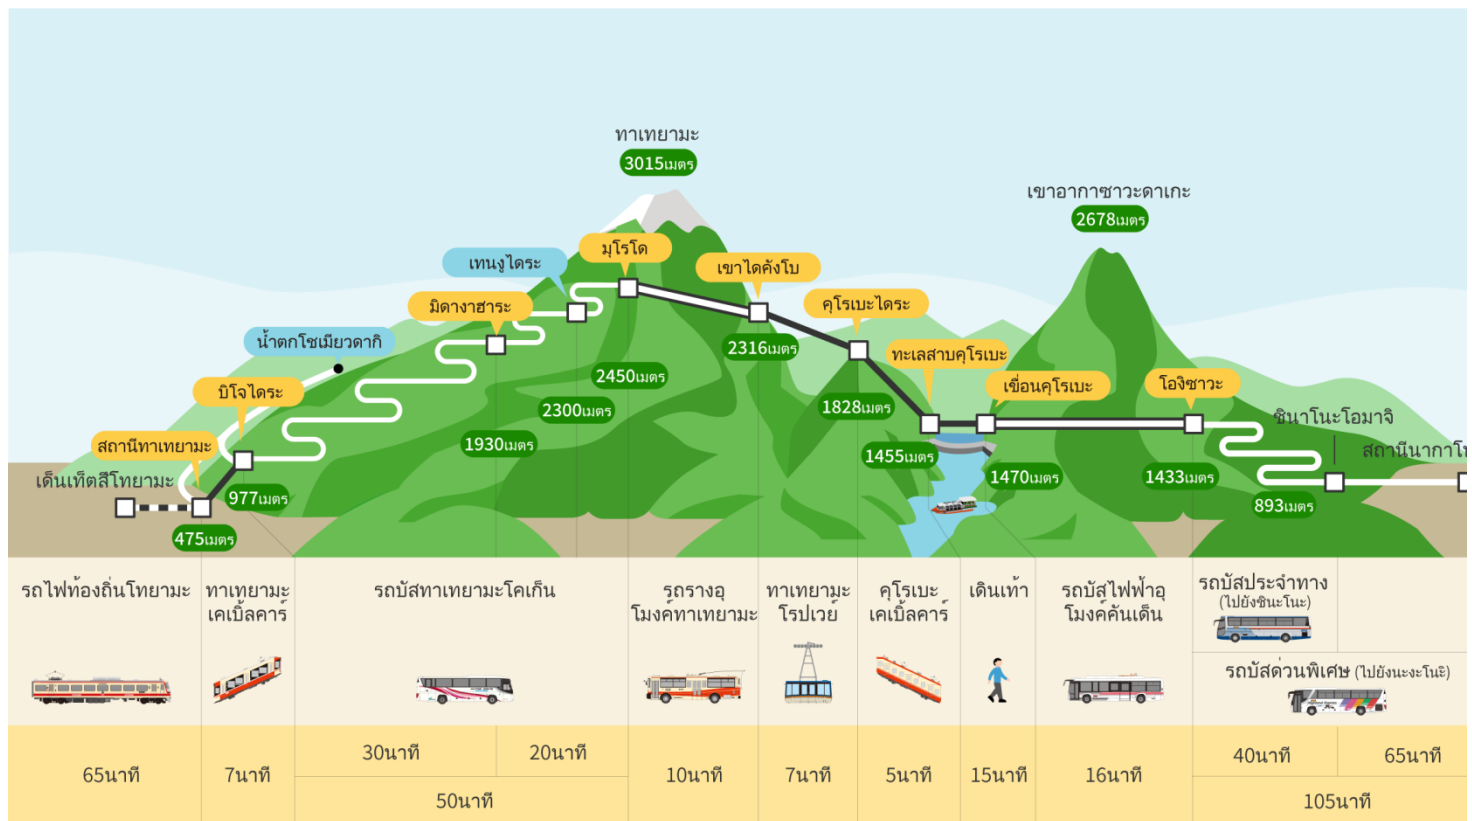 ทาเทยามะ
3015เมตร
เขาอากาซาวะดาเกะ
2678เมตร
มุโรโด
เทนงูไดระ
เขาไดคังโบ
มิดางาฮาระ
คุโรเบะไดระ
น้ำตกโชเมียวดากิ
2316เมตร
ทะเลสาบคุโรเบะ
บิโจไดระ
2450เมตร
เขื่อนคุโรเบะ
โองิซาวะ
2300เมตร
1828เมตร
ชินาโนะโอมาจิ
สถานีทาเทยามะ
1930เมตร
1455เมตร
สถานีนากาโน
เด็นเท็ตสึโทยามะ
977เมตร
1470เมตร
1433เมตร
893เมตร
475เมตร
รถไฟท้องถิ่นโทยามะ
ทาเทยามะ
เคเบิ้ลคาร์
รถบัสทาเทยามะโคเก็น
รถรางอุ
โมงค์ทาเทยามะ
ทาเทยามะ
โรปเวย์
คุโรเบะ
เคเบิ้ลคาร์
เดินเท้า
รถบัสไฟฟ้าอุ
โมงค์คันเด็น
รถบัสประจำทาง
(ไปยังชินะโนะ)
รถบัสด่วนพิเศษ (ไปยังนะงะโนะ)
65นาที
7นาที
30นาที
20นาที
50นาที
10นาที
7นาที
5นาที
15นาที
16นาที
40นาที
65นาที
105นาที